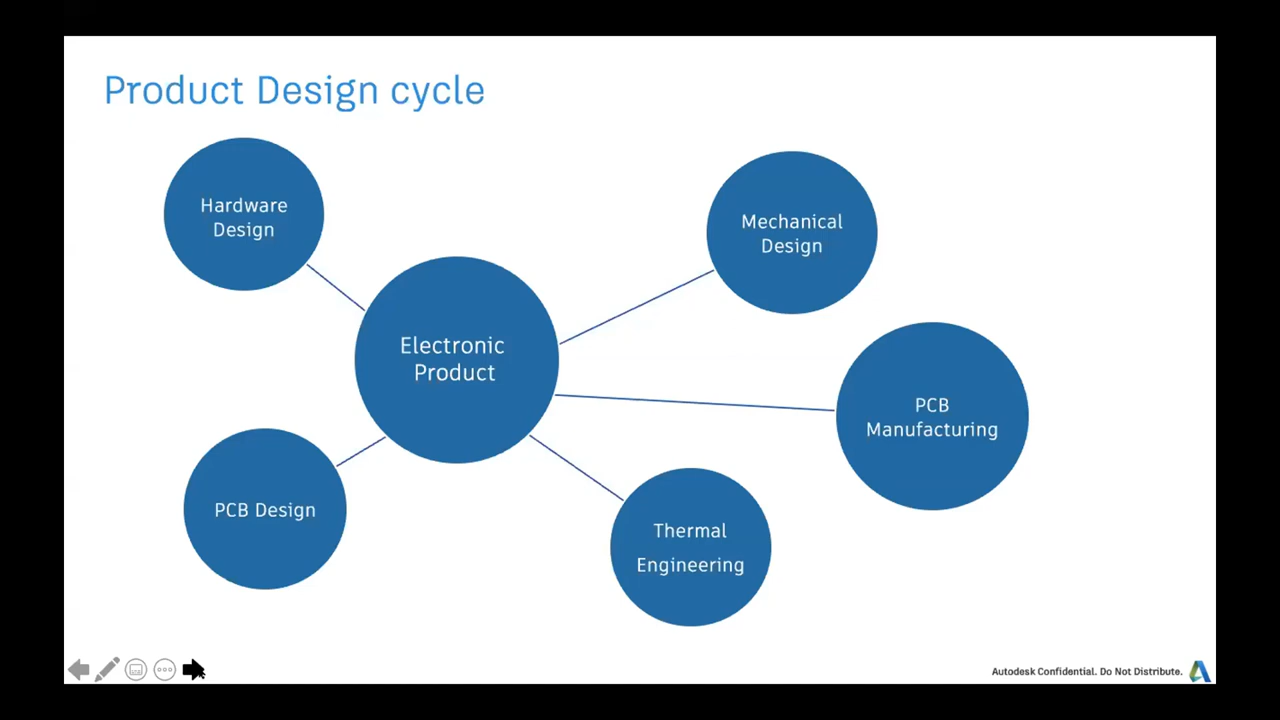 Product Design cycle
Hardware
Design
Mechanical
Design
Electronic
Product
PCB
Manufacturing
PCB Design
Thermal
Engineering
Autodesk Confidential. Do Not Distribute.